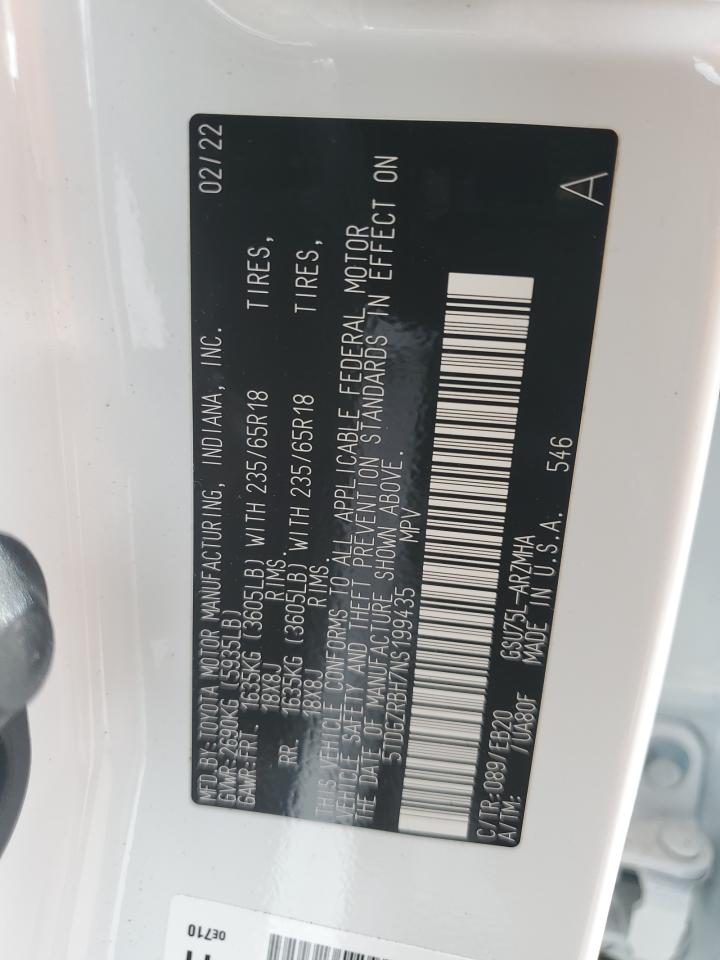 MFD.BY:TOYOTA MOTOR MANUFACTURING, INDIANA, INC. 02/22
GVWR:2690KG (5935LB)
GAWR:FRT 1635KG (3605LB) WITH 235/65R18 TIRES,
18X8J RIMS.
RR 1635KG (3605LB) WITH 235/65R18 TIRES,
18X8J RIMS.
THIS VEHICLE CONFORMS TO ALL APPLICABLE FEDERAL MOTOR
VEHICLE SAFETY AND THEFT PREVENTION STANDARDS IN EFFECT ON
THE DATE OF MANUFACTURE SHOWN ABOVE.
5TDGZRBH7NS199435 MPV
C/TR:089/EB20 GSU75L-ARZMHA
A/TM: /UA80F MADE IN U.S.A. 546
A
0E710